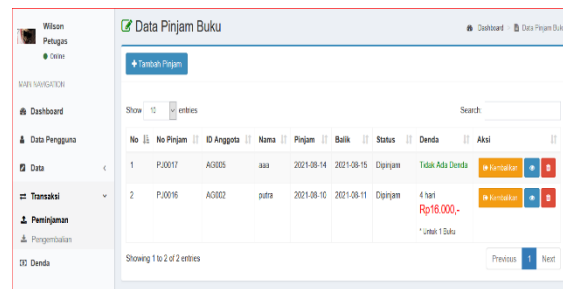 Wilson
Petugas
Online
MAIN NAVIGATION
Dashboard
Data Pengguna
Data
Transaksi
Peminjaman
Pengembalian
Denda
Data Pinjam Buku
Dashboard
Data Pinjam Buku
Tambah Pinjam
Show 10 entries
Search:
No No Pinjam ID Anggota Nama Pinjam Balik Status Denda Aksi
1 PJ0017 AG005 aaa 2021-08-14 2021-08-15 Dipinjam Tidak Ada Denda Kembalikan
2 PJ0016 AG002 putra 2021-08-10 2021-08-11 Dipinjam 4 hari Kembalikan
Rp16.000,-
* Untuk 1 Buku
Showing 1 to 2 of 2 entries
Previous 1 Next